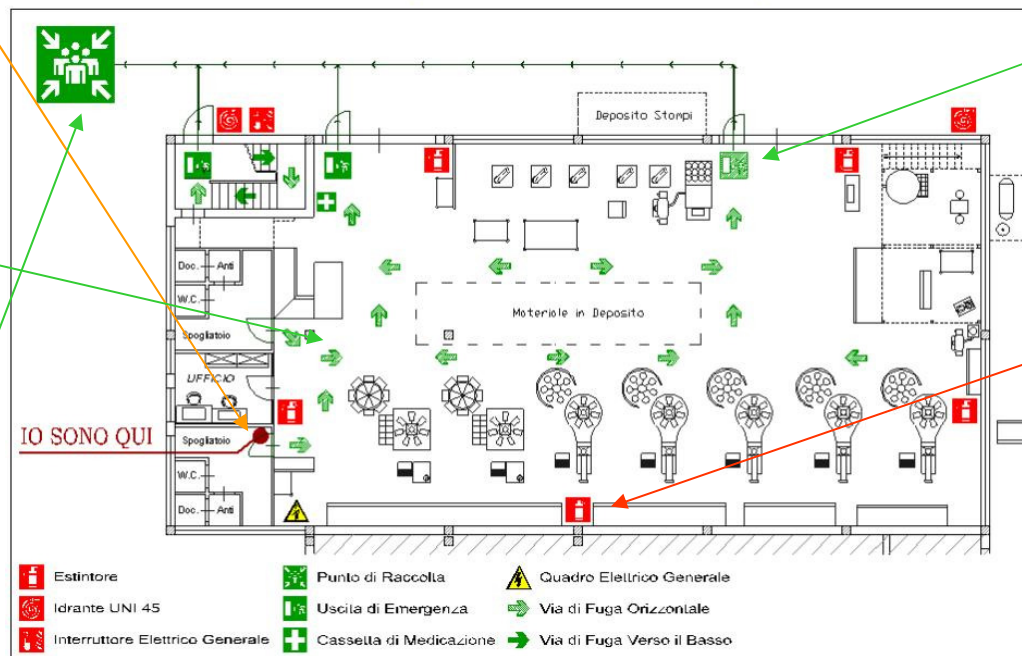 Deposito Stampi
Doc.
Anti
W.C.
Spogliatoio
Materiale in Deposito
UFFICIO
IO SONO QUI
Spogliatoio
W.C.
Doc.
Anti
Estintore
Punto di Raccolta
Quadro Elettrico Generale
Idrante UNI 45
Uscita di Emergenza
Via di Fuga Orizzontale
Interruttore Elettrico Generale
Cassetta di Medicazione
Via di Fuga Verso il Basso